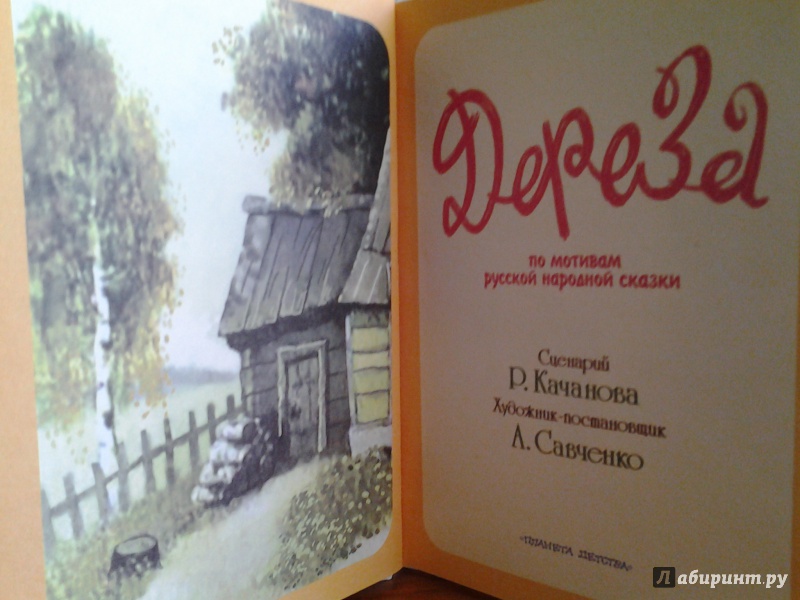 Дереза
по мотивам
русской народной сказки
Сценарий
Р. Качанова
Художник-постановщик
Л. Савченко
«ПЛАНЕТА ДЕТСТВА»
Лабиринт.ру